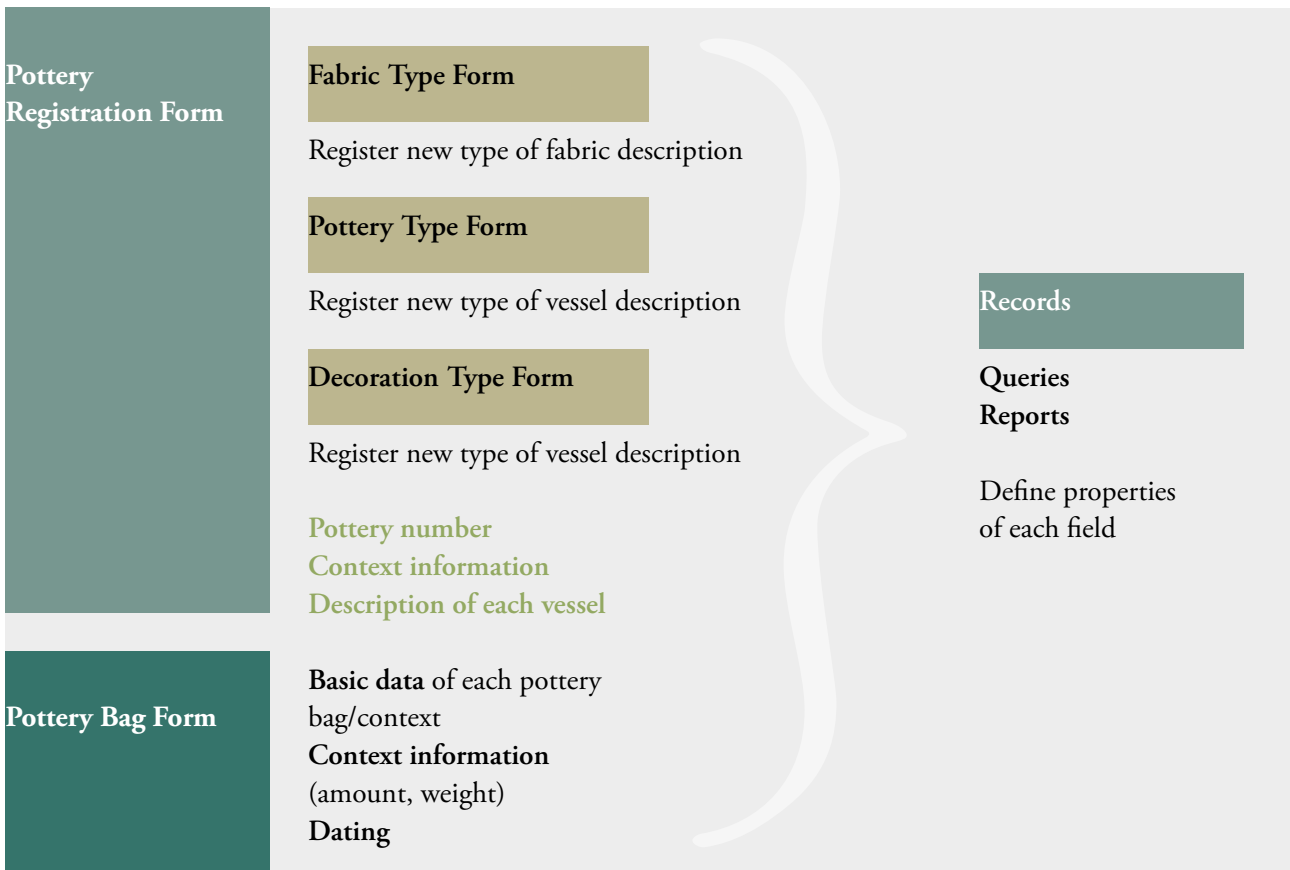 Pottery
Registration Form
Fabric Type Form
Register new type of fabric description
Pottery Type Form
Register new type of vessel description
Decoration Type Form
Register new type of vessel description
Pottery number
Context information
Description of each vessel
Pottery Bag Form
Basic data of each pottery
bag/context
Context information
(amount, weight)
Dating
Records
Queries
Reports
Define properties
of each field